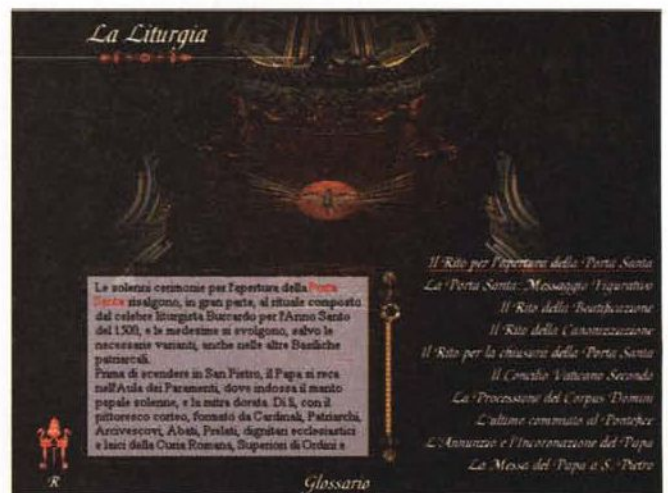 La Liturgia
Le solenni cerimonie per l'apertura della Porta
Santa risalgono, in gran parte, al rituale composto
dal celebre liturgista Burcardo per l'Anno Santo
del 1500, e le medesime si svolgono, salvo le
necessarie varianti, anche nelle altre Basiliche
patriarcali.
Prima di scendere in San Pietro, il Papa si reca
nell'Aula dei Paramenti, dove indossa il manto
papale solenne, e la mitra dorata. Di lì, con il
pittoresco corteo, formato da Cardinali, Patriarchi,
Arcivescovi, Abati, Prelati, dignitari ecclesiastici
e laici della Curia Romana, Superiori di Ordini e
Il Rito per l'apertura della Porta Santa
La Porta Santa: Messaggio Figurativo
Il Rito della Beatificazione
Il Rito della Canonizzazione
Il Rito per la chiusura della Porta Santa
Il Concilio Vaticano Secondo
La Processione del Corpus Domini
L'ultimo commiato al Pontefice
L'Annunzio e l'Incoronazione del Papa
La Messa del Papa a S. Pietro
R
Glossario